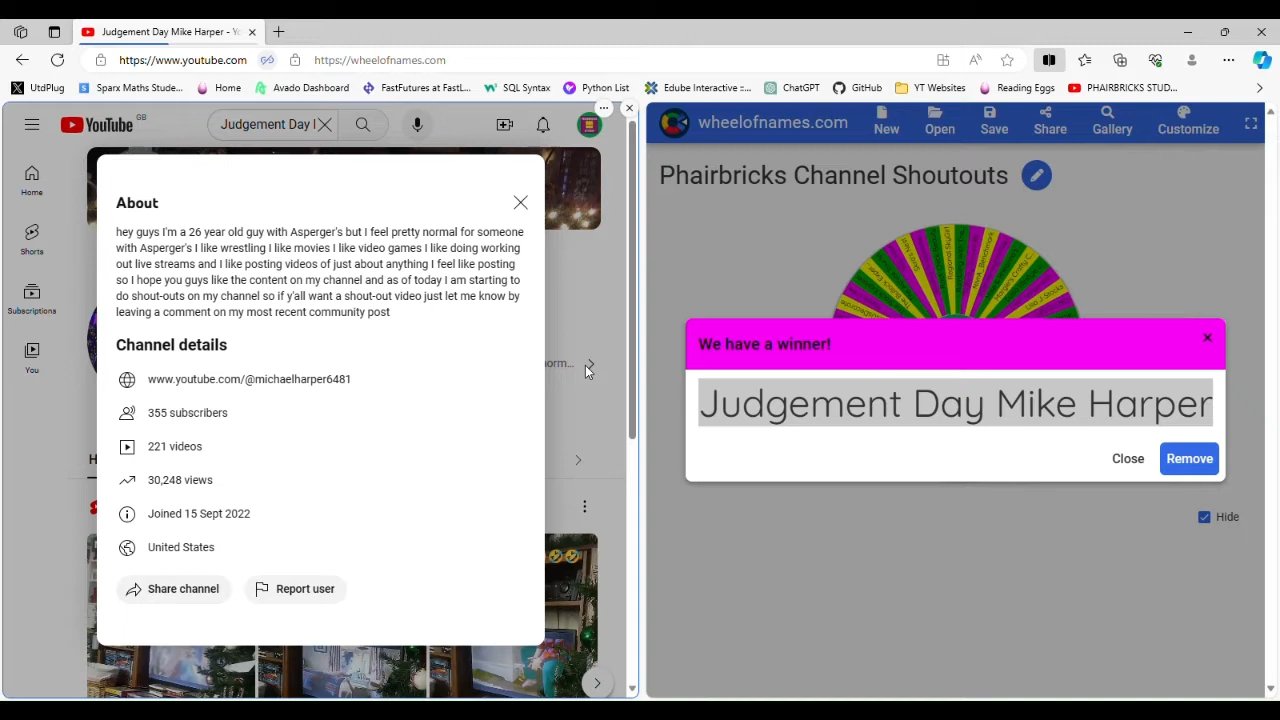 Judgement Day Mike Harper - Yo
https://www.youtube.com
https://wheelofnames.com
UtdPlug
Sparx Maths Stude...
Home
Avado Dashboard
FastFutures at FastL...
SQL Syntax
Python List
Edube Interactive ::...
ChatGPT
GitHub
YT Websites
Reading Eggs
PHAIRBRICKS STUD...
YouTube GB
Judgement Day
Home
Shorts
Subscriptions
You
About
hey guys I'm a 26 year old guy with Asperger's but I feel pretty normal for someone
with Asperger's I like wrestling I like movies I like video games I like doing working
out live streams and I like posting videos of just about anything I feel like posting
so I hope you guys like the content on my channel and as of today I am starting to
do shout-outs on my channel so if y'all want a shout-out video just let me know by
leaving a comment on my most recent community post
Channel details
www.youtube.com/@michaelharper6481
355 subscribers
221 videos
30,248 views
Joined 15 Sept 2022
United States
Share channel
Report user
norm...
H
wheelofnames.com
New
Open
Save
Share
Gallery
Customize
Phairbricks Channel Shoutouts
We have a winner!
Judgement Day Mike Harper
Close
Remove
Hide